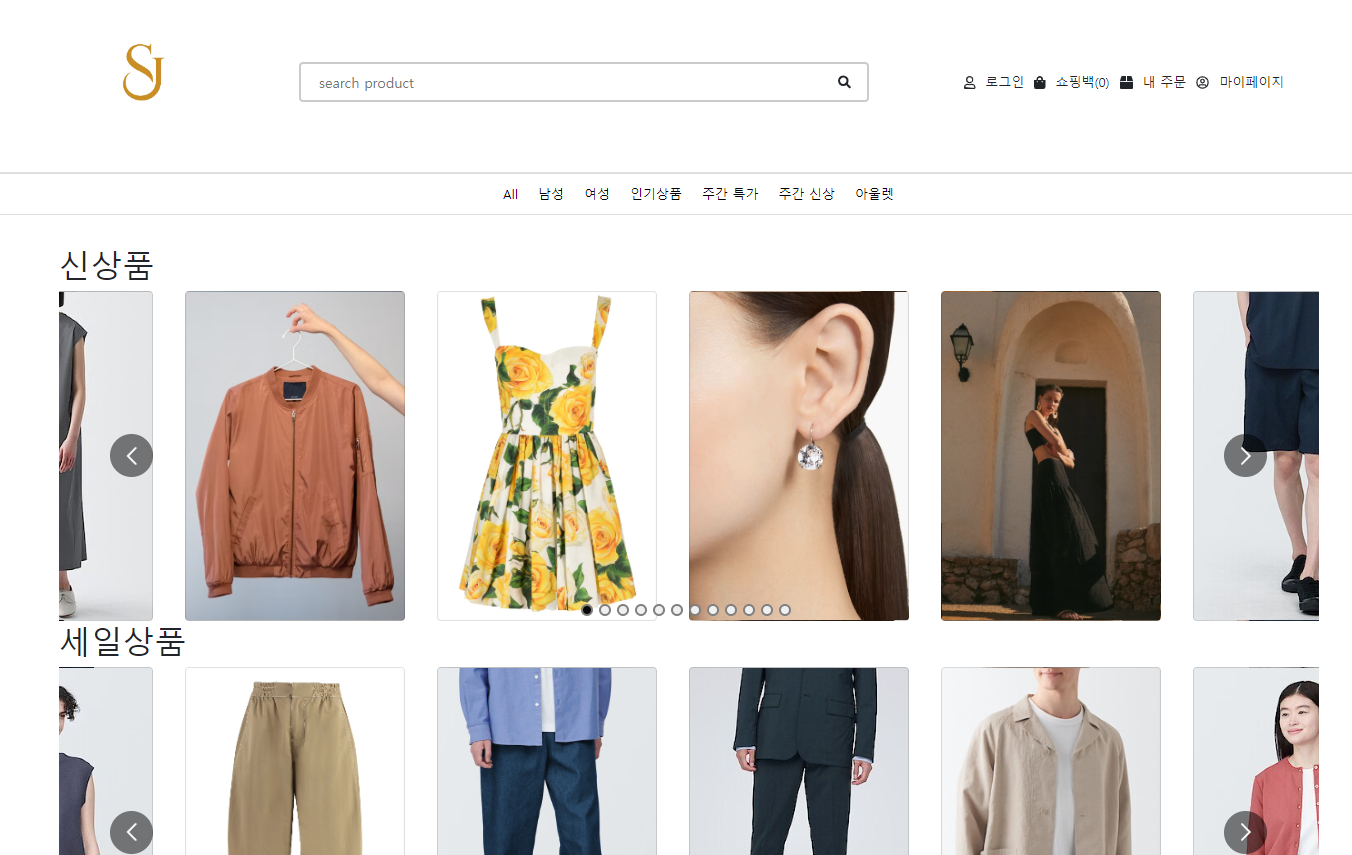 SJ
search product
로그인 쇼핑백(0) 내 주문 마이페이지
All 남성 여성 인기상품 주간 특가 주간 신상 아울렛
신상품
세일상품